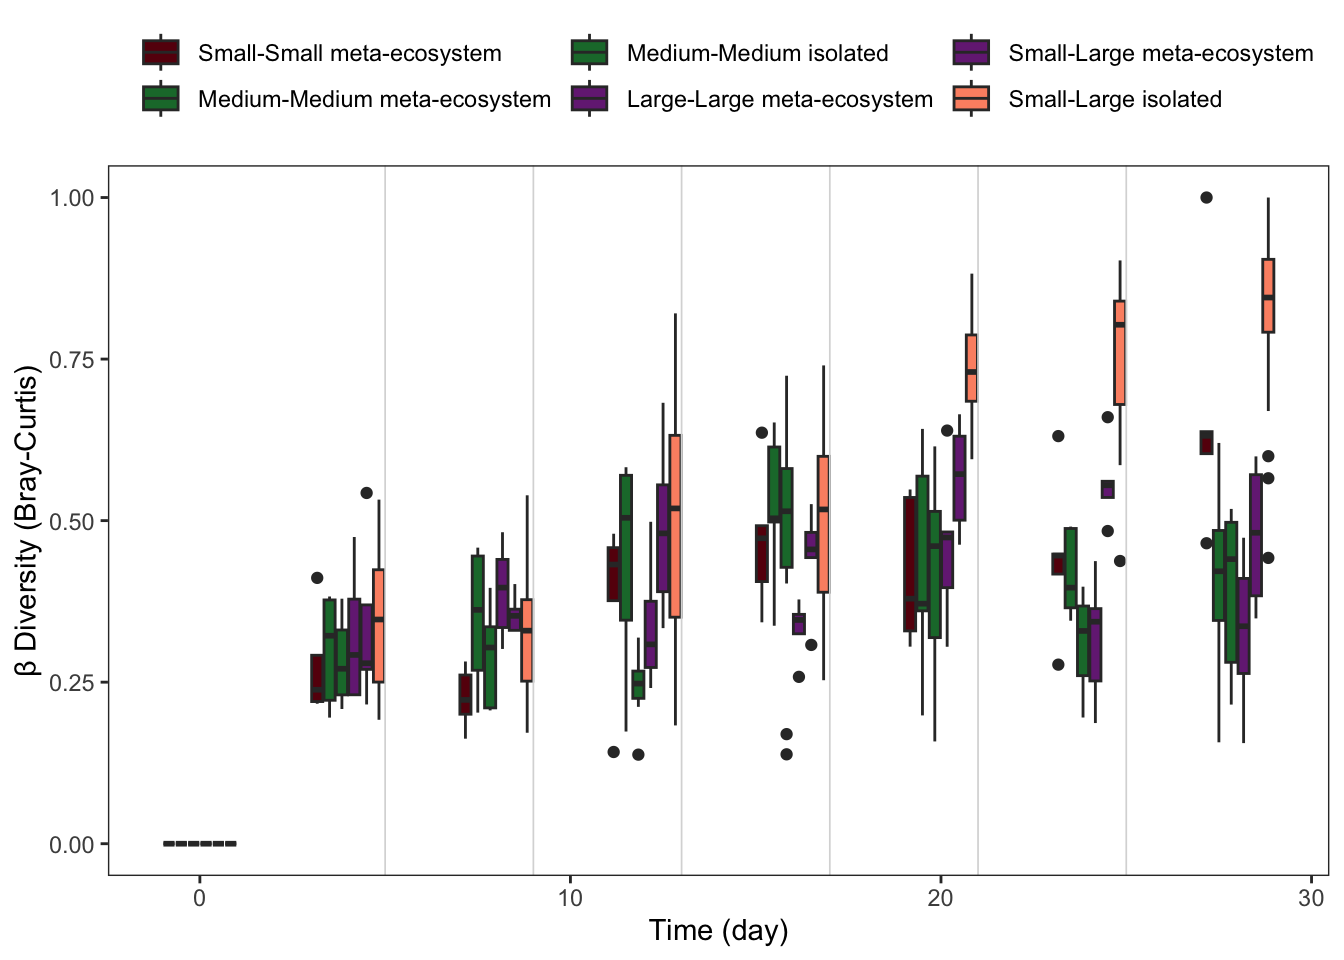 Small-Small meta-ecosystem Medium-Medium isolated Small-Large meta-ecosystem
Medium-Medium meta-ecosystem Large-Large meta-ecosystem Small-Large isolated
1.00
0.75
0.50
0.25
0.00
β Diversity (Bray-Curtis)
0 10 20 30
Time (day)